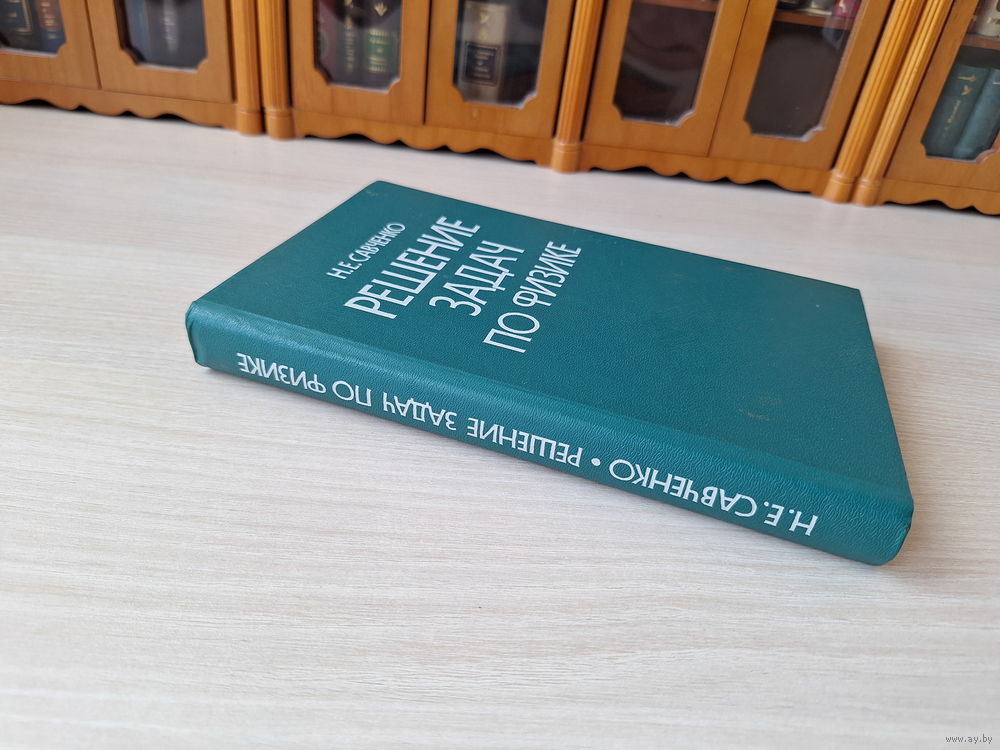 Н.Е.САВЧЕНКО
РЕШЕНИЕ
ЗАДАЧ
ПО ФИЗИКЕ
Н.Е.САВЧЕНКО • РЕШЕНИЕ ЗАДАЧ ПО ФИЗИКЕ
www.ay.by